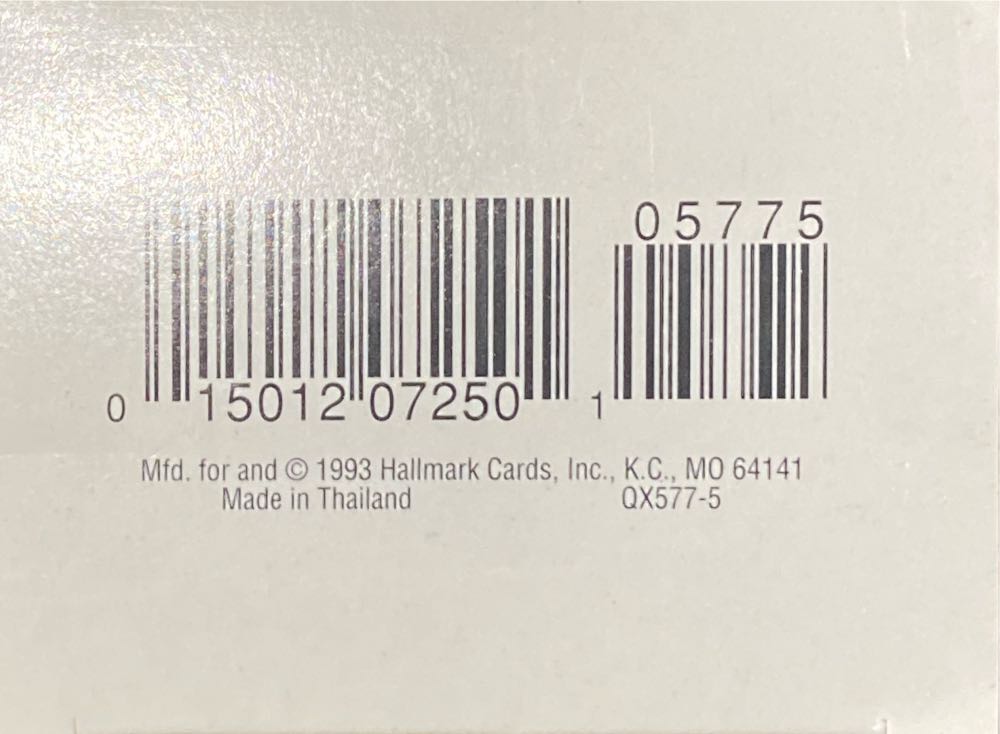 05775
0 15012 07250 1
Mfd. for and © 1993 Hallmark Cards, Inc., K.C., MO 64141
Made in Thailand QX577-5